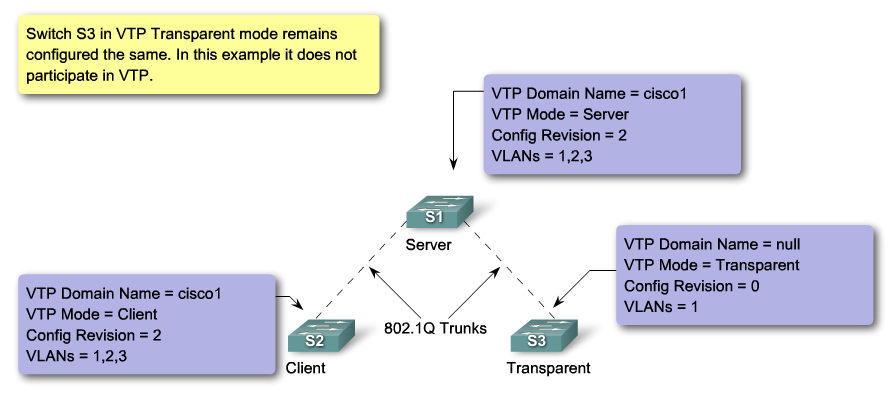 Switch S3 in VTP Transparent mode remains
configured the same. In this example it does not
participate in VTP.
VTP Domain Name = cisco1
VTP Mode = Server
Config Revision = 2
VLANs = 1,2,3
S1
Server
VTP Domain Name = null
VTP Mode = Transparent
Config Revision = 0
VLANs = 1
VTP Domain Name = cisco1
VTP Mode = Client
Config Revision = 2
VLANs = 1,2,3
S2
Client
802.1Q Trunks
S3
Transparent